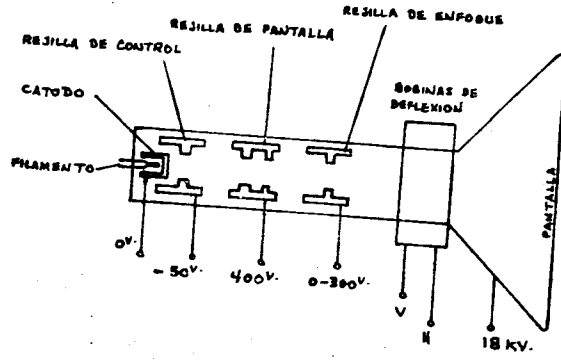 REJILLA DE ENFOQUE
REJILLA DE PANTALLA
REJILLA DE CONTROL
BOBINAS DE
DEFLEXION
CATODO
FILAMENTO
PANTALLA
0V.
-50V.
400V.
0-300V.
V
H
18 KV.